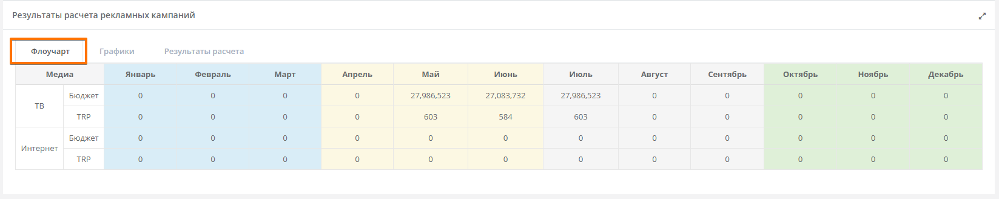 Результаты расчета рекламных кампаний
Флоучарт Графики Результаты расчета
Медиа Январь Февраль Март Апрель Май Июнь Июль Август Сентябрь Октябрь Ноябрь Декабрь
ТВ Бюджет 0 0 0 0 27,986,523 27,083,732 27,986,523 0 0 0 0 0
TRP 0 0 0 0 603 584 603 0 0 0 0 0
Интернет Бюджет 0 0 0 0 0 0 0 0 0 0 0 0
TRP 0 0 0 0 0 0 0 0 0 0 0 0